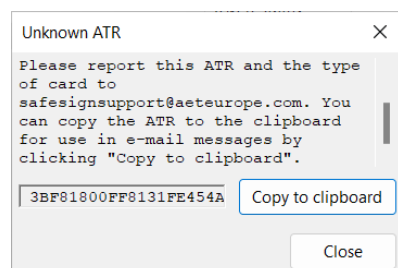 Unknown ATR
Please report this ATR and the type
of card to
safesignsupport@aeteurope.com. You
can copy the ATR to the clipboard
for use in e-mail messages by
clicking "Copy to clipboard".
3BF81800FF8131FE454A
Copy to clipboard
Close